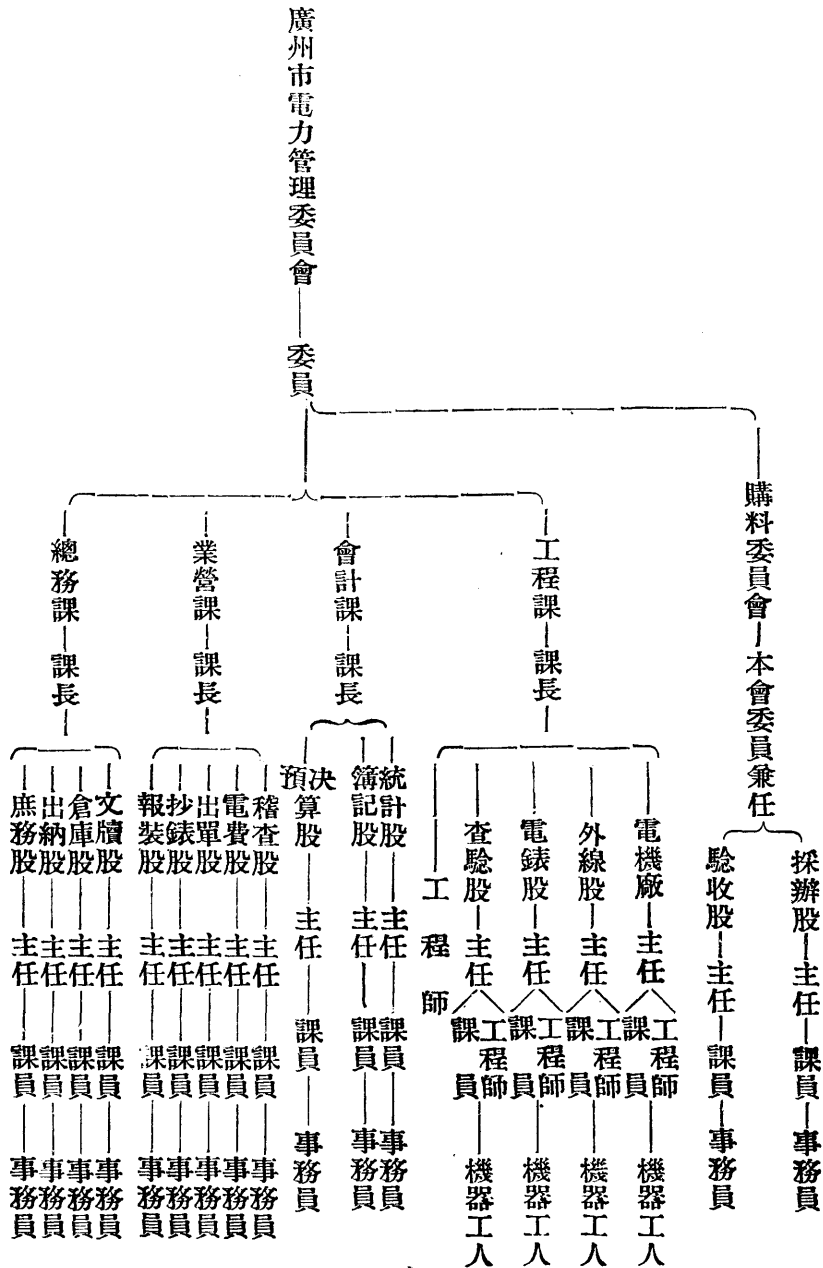 廣州市電力管理委員會
委員
購料委員會 本會委員兼任
採辦股 主任 課員 事務員
騐收股 主任 課員 事務員
工程課 課長
電機廠 主任 工程師 課員 機器工人
外線股 主任 工程師 課員 機器工人
電錶股 主任 工程師 課員 機器工人
查騐股 主任 工程師 課員 機器工人
工程師
會計課 課長
統計股 主任 課員 事務員
簿記股 主任 課員 事務員
决預算股 主任 課員 事務員
業營課 課長
稽查股 主任 課員 事務員
電費股 主任 課員 事務員
出單股 主任 課員 事務員
抄錶股 主任 課員 事務員
報裝股 主任 課員 事務員
總務課 課長
文牘股 主任 課員 事務員
倉庫股 主任 課員 事務員
出納股 主任 課員 事務員
庶務股 主任 課員 事務員